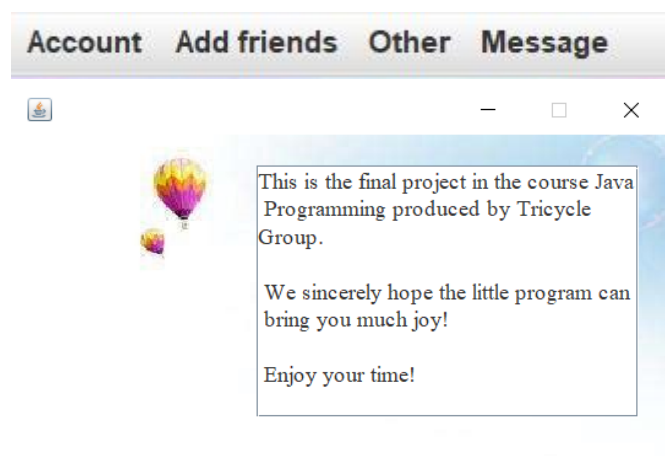 Account Add friends Other Message
This is the final project in the course Java
Programming produced by Tricycle
Group.
We sincerely hope the little program can
bring you much joy!
Enjoy your time!